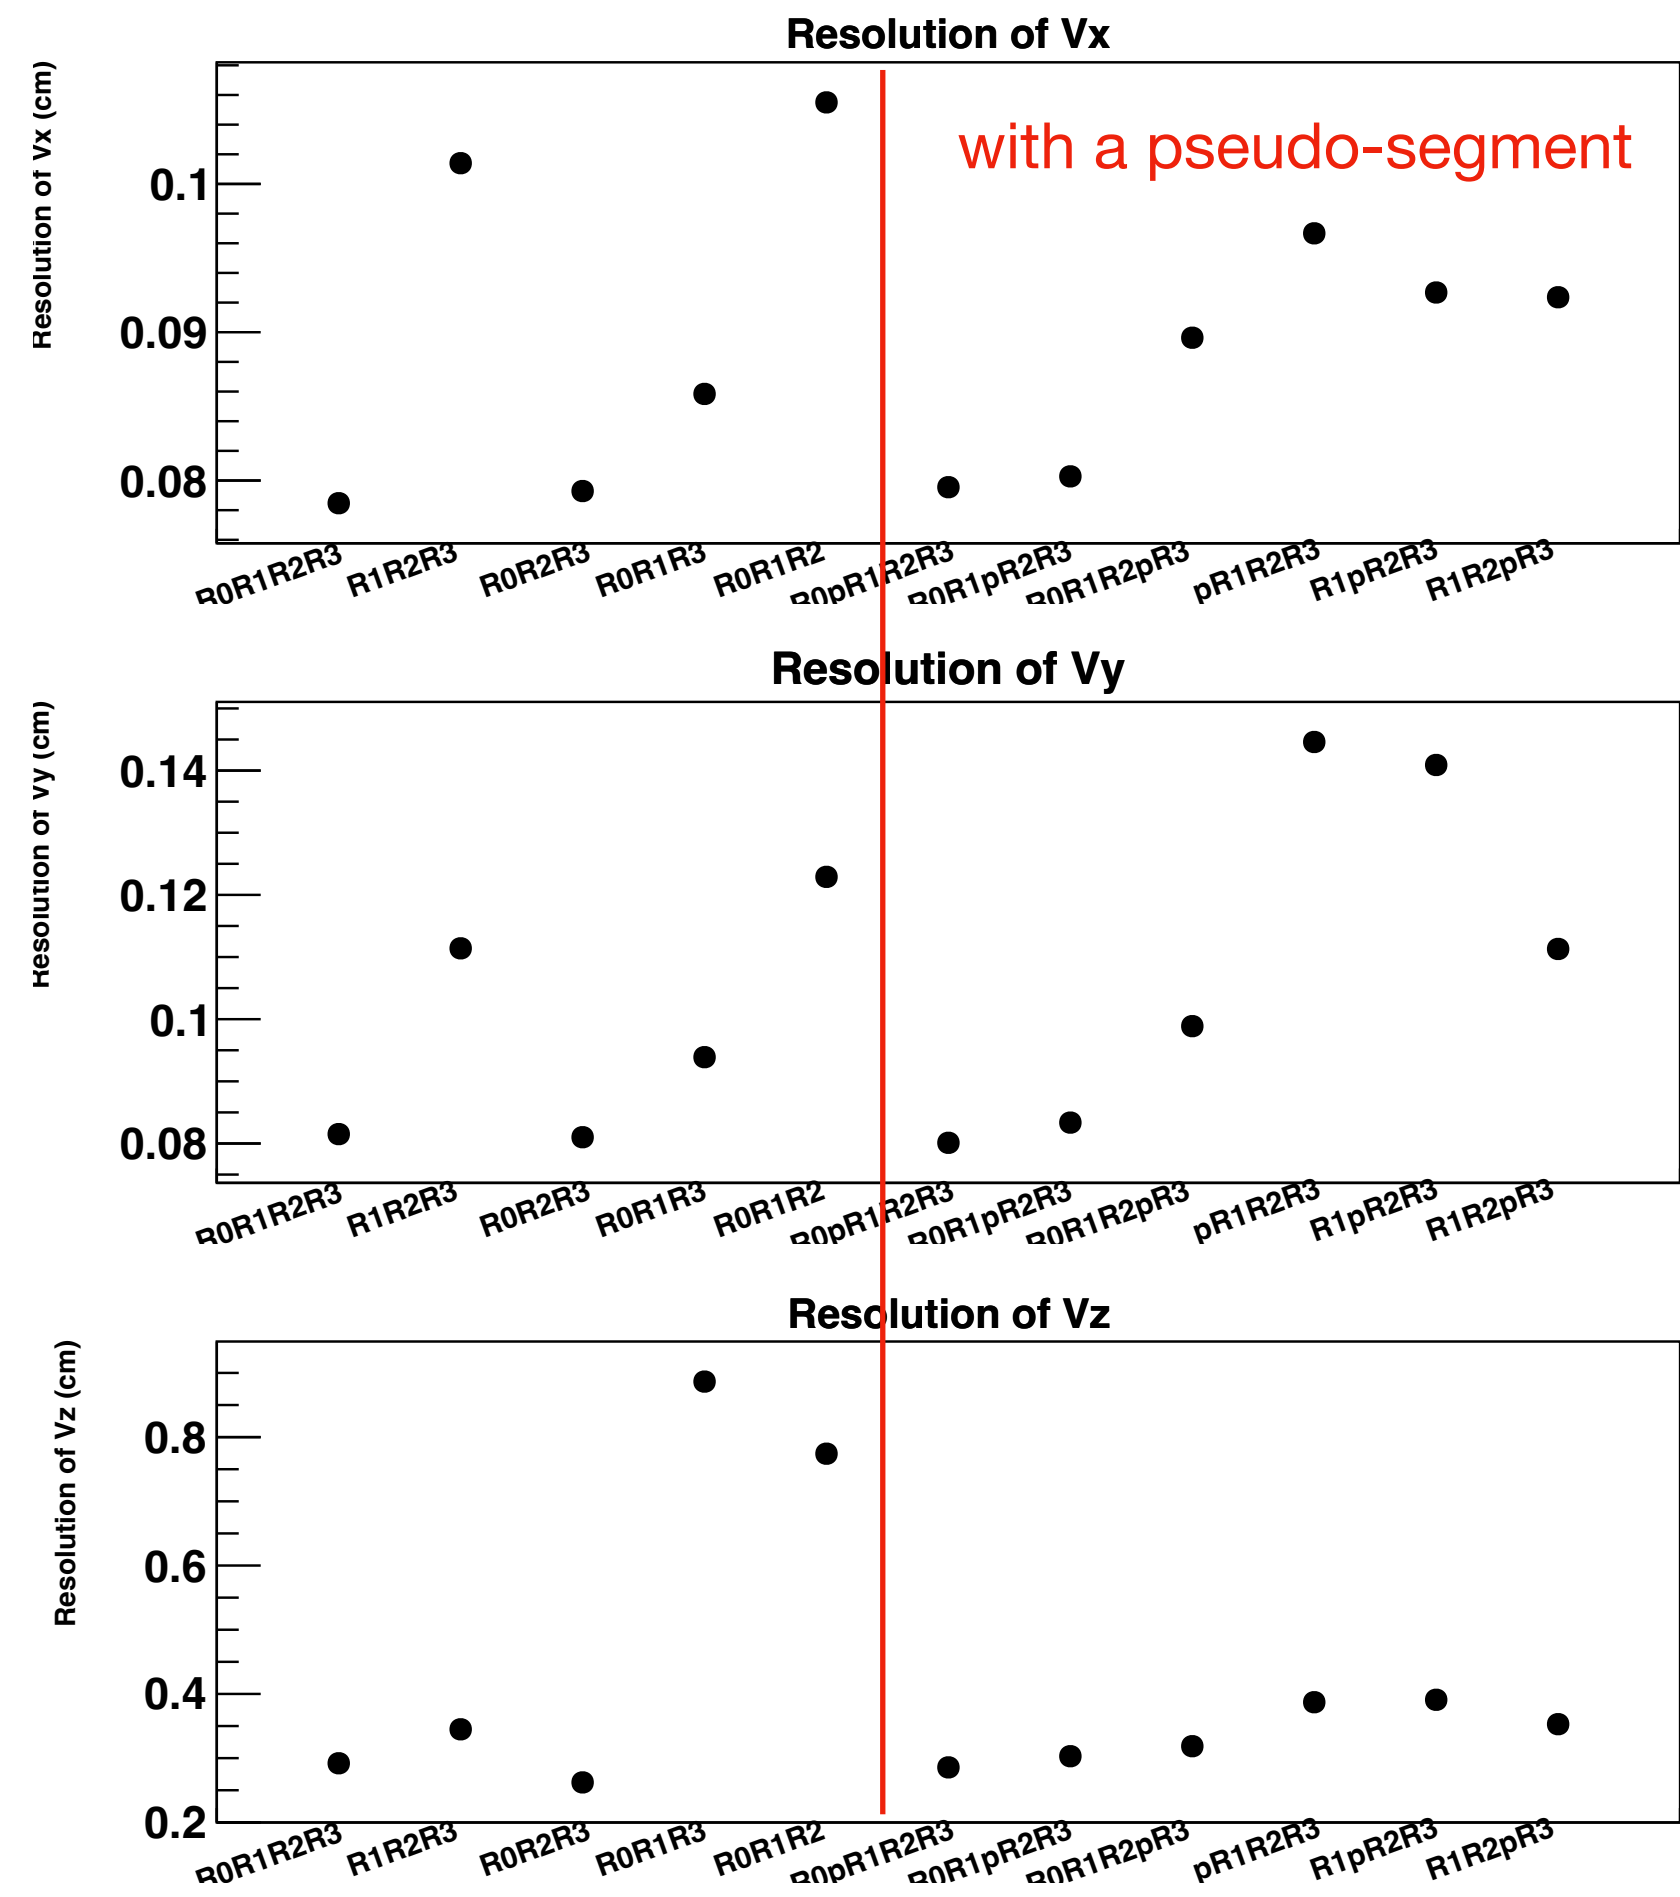 Resolution of Vx
Resolution of Vx (cm)
with a pseudo-segment
0.1
0.09
0.08
R0R1R2R3 R1R2R3 R0R2R3 R0R1R3 R0R1R2 R0pR1R2R3 R0R1pR2R3 R0R1R2pR3 pR1R2R3 R1pR2R3 R1R2pR3
Resolution of Vy
Resolution of Vy (cm)
0.14
0.12
0.1
0.08
R0R1R2R3 R1R2R3 R0R2R3 R0R1R3 R0R1R2 R0pR1R2R3 R0R1pR2R3 R0R1R2pR3 pR1R2R3 R1pR2R3 R1R2pR3
Resolution of Vz
Resolution of Vz (cm)
0.8
0.6
0.4
0.2
R0R1R2R3 R1R2R3 R0R2R3 R0R1R3 R0R1R2 R0pR1R2R3 R0R1pR2R3 R0R1R2pR3 pR1R2R3 R1pR2R3 R1R2pR3